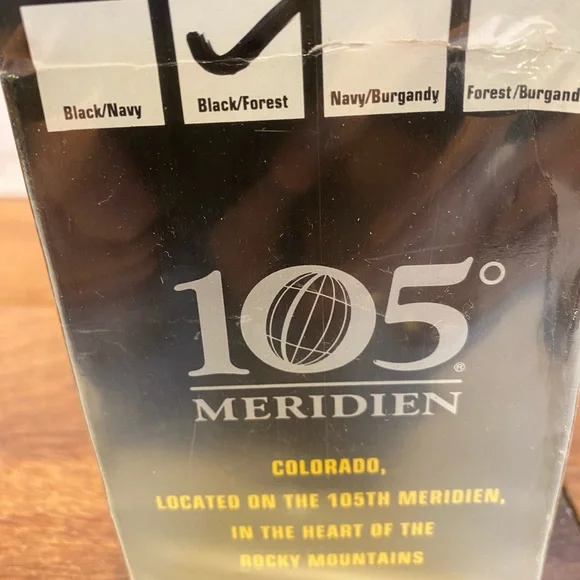 Black/Navy Black/Forest Navy/Burgandy Forest/Burgand
105°
®
MERIDIEN
COLORADO,
LOCATED ON THE 105TH MERIDIEN,
IN THE HEART OF THE
ROCKY MOUNTAINS